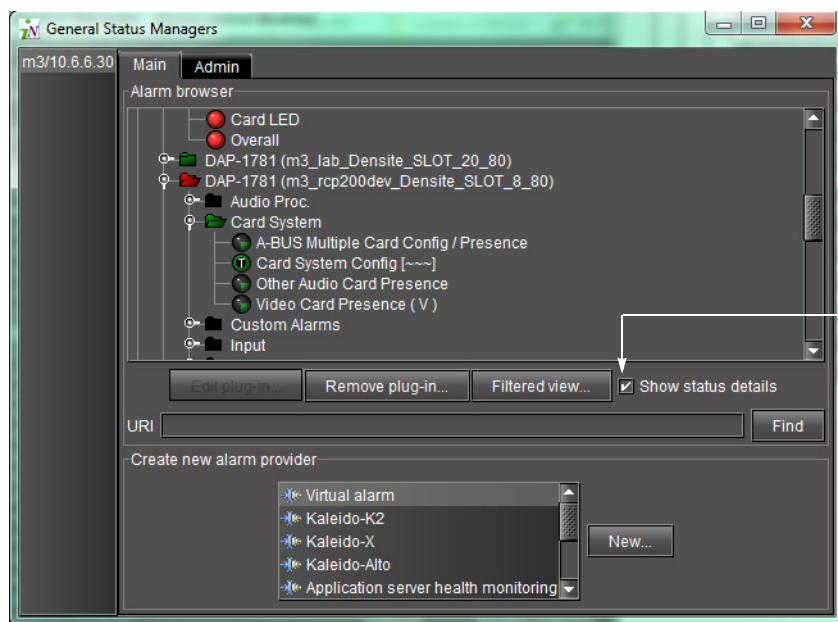 iN General Status Managers
m3/10.6.6.30
Main Admin
Alarm browser
Card LED
Overall
DAP-1781 (m3_lab_Densite_SLOT_20_80)
DAP-1781 (m3_rcp200dev_Densite_SLOT_8_80)
Audio Proc.
Card System
A-BUS Multiple Card Config / Presence
T Card System Config [~~~]
Other Audio Card Presence
Video Card Presence ( V )
Custom Alarms
Input
Edit plug-in... Remove plug-in... Filtered view... Show status details
URI Find
Create new alarm provider
Virtual alarm
Kaleido-K2
Kaleido-X
Kaleido-Alto
Application server health monitoring
New...